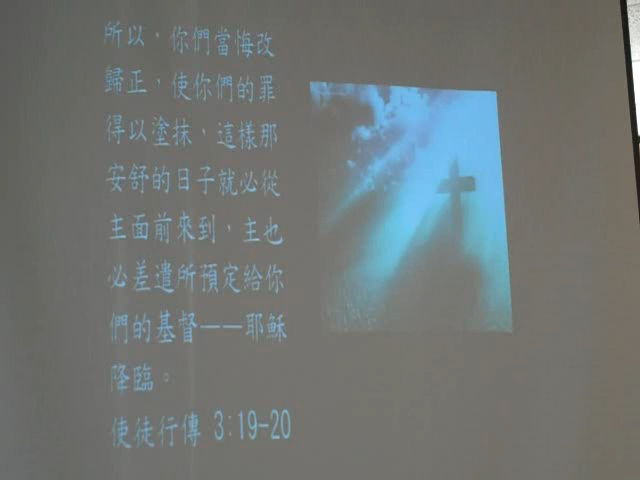 所以，你們當悔改
歸正，使你們的罪
得以塗抹，這樣那
安舒的日子就必從
主面前來到，主也
必差遣所預定給你
們的基督——耶穌
降臨。
使徒行傳 3:19-20